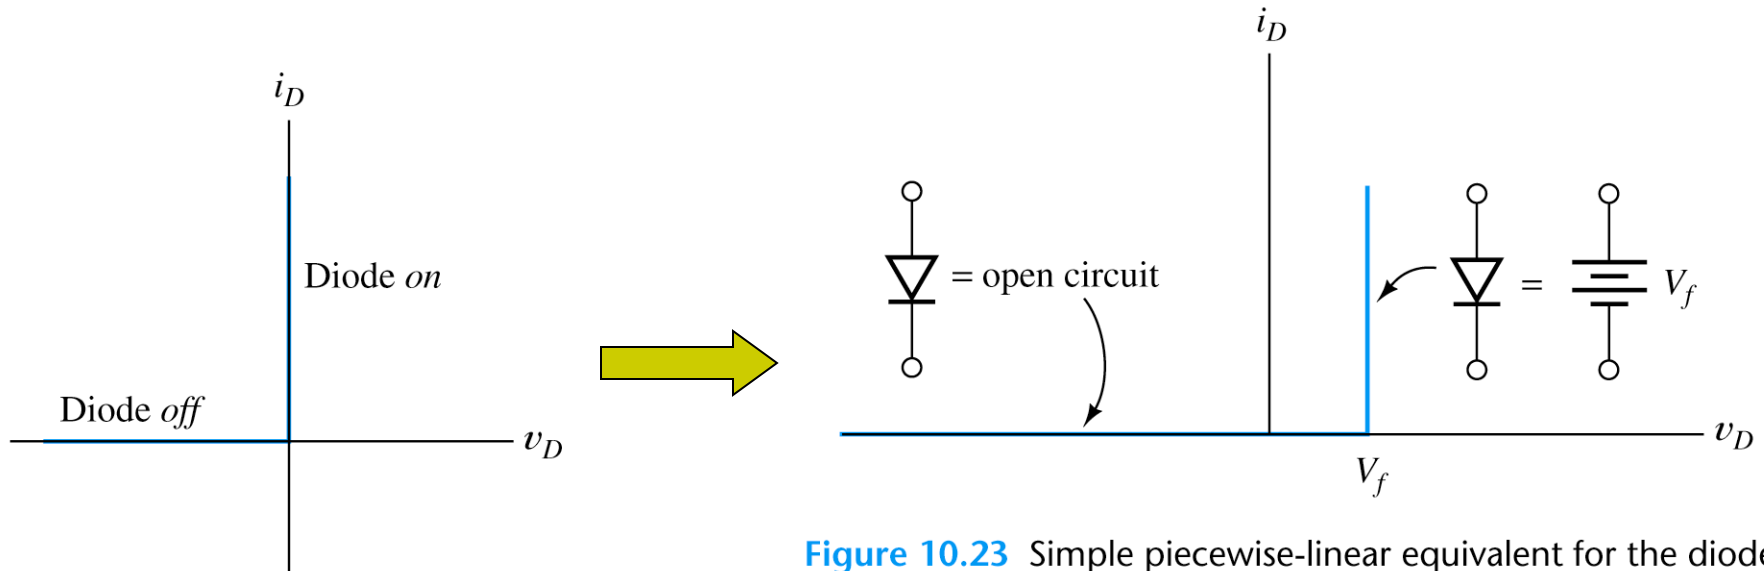 i_D
Diode on
Diode off
v_D
i_D
= open circuit
=
V_f
v_D
V_f
Figure 10.23 Simple piecewise-linear equivalent for the diode